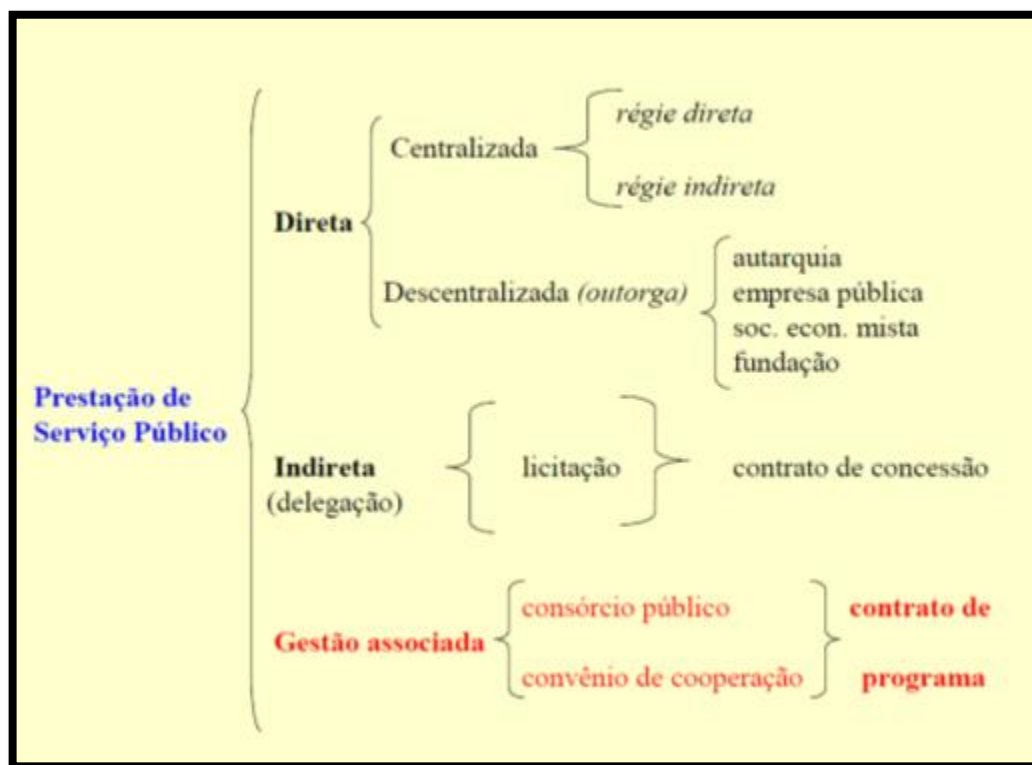 Prestação de
Serviço Público
Direta
Centralizada
régie direta
régie indireta
Descentralizada (outorga)
autarquia
empresa pública
soc. econ. mista
fundação
Indireta
(delegação)
licitação
contrato de concessão
Gestão associada
consórcio público
convênio de cooperação
contrato de
programa